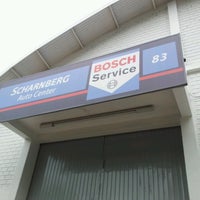 SCHARNBERG
Auto Center
BOSCH
Service
83